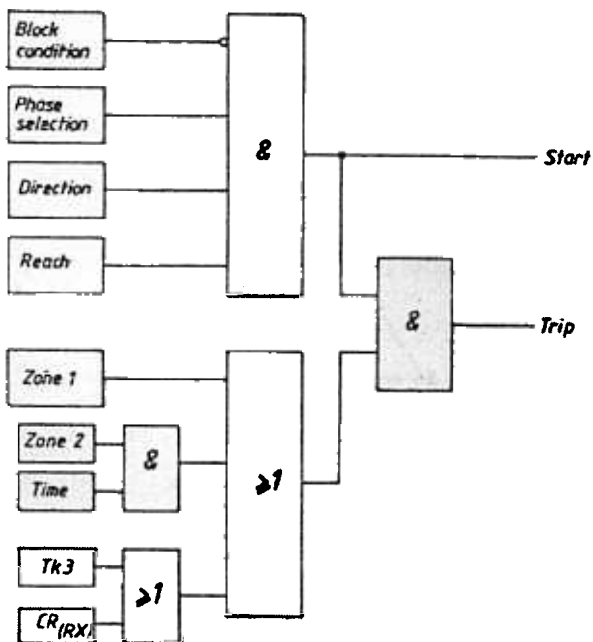 Block
condition
Phase
selection
&
Start
Direction
Reach
&
Trip
Zone 1
Zone 2
&
Time
⩾1
Tk3
⩾1
CR(RX)